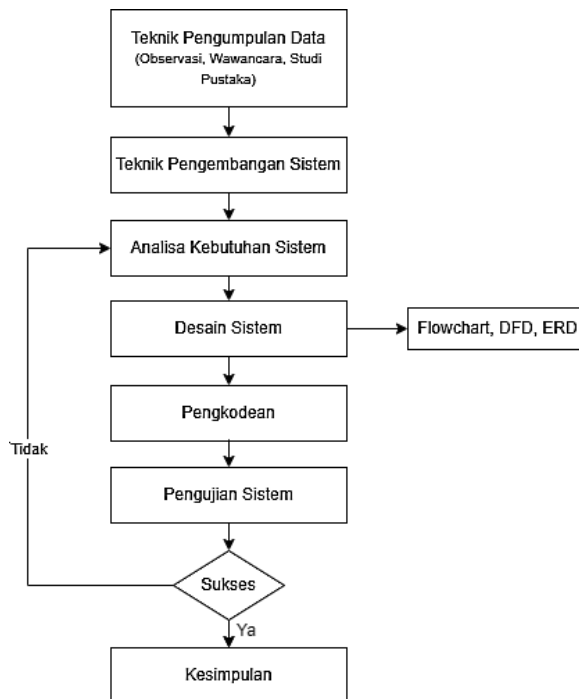 Teknik Pengumpulan Data
(Observasi, Wawancara, Studi
Pustaka)
Teknik Pengembangan Sistem
Analisa Kebutuhan Sistem
Desain Sistem
Flowchart, DFD, ERD
Pengkodean
Tidak
Pengujian Sistem
Sukses
Ya
Kesimpulan